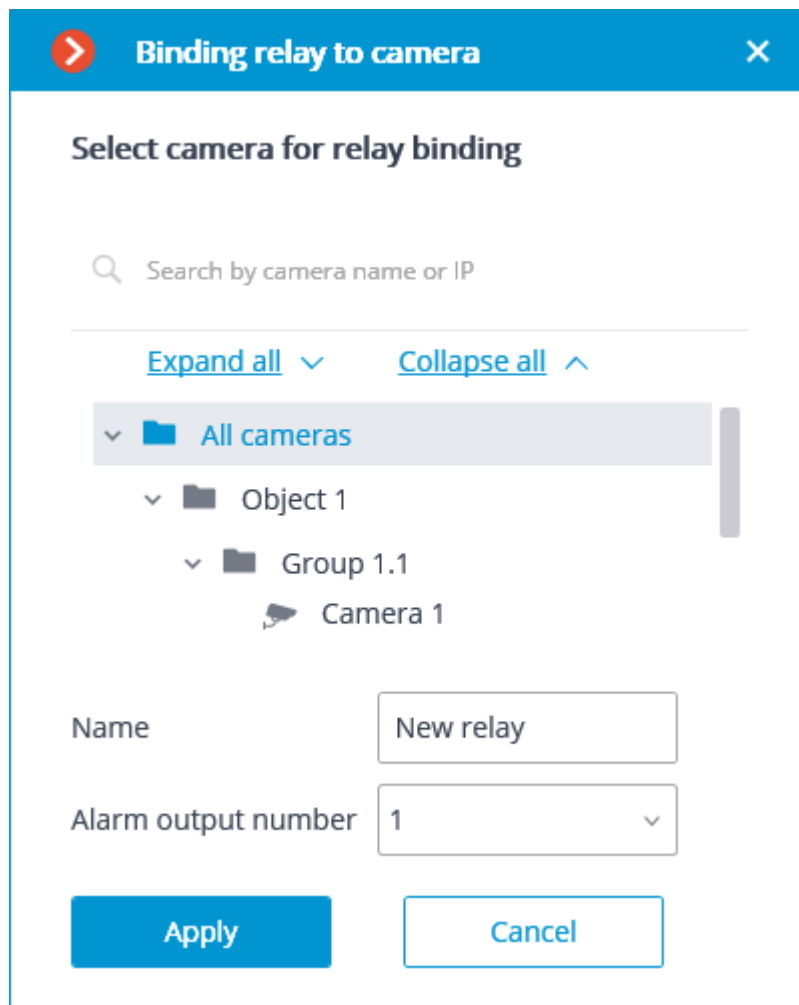 Binding relay to camera
Select camera for relay binding
Search by camera name or IP
Expand all Collapse all
All cameras
Object 1
Group 1.1
Camera 1
Name New relay
Alarm output number 1
Apply Cancel